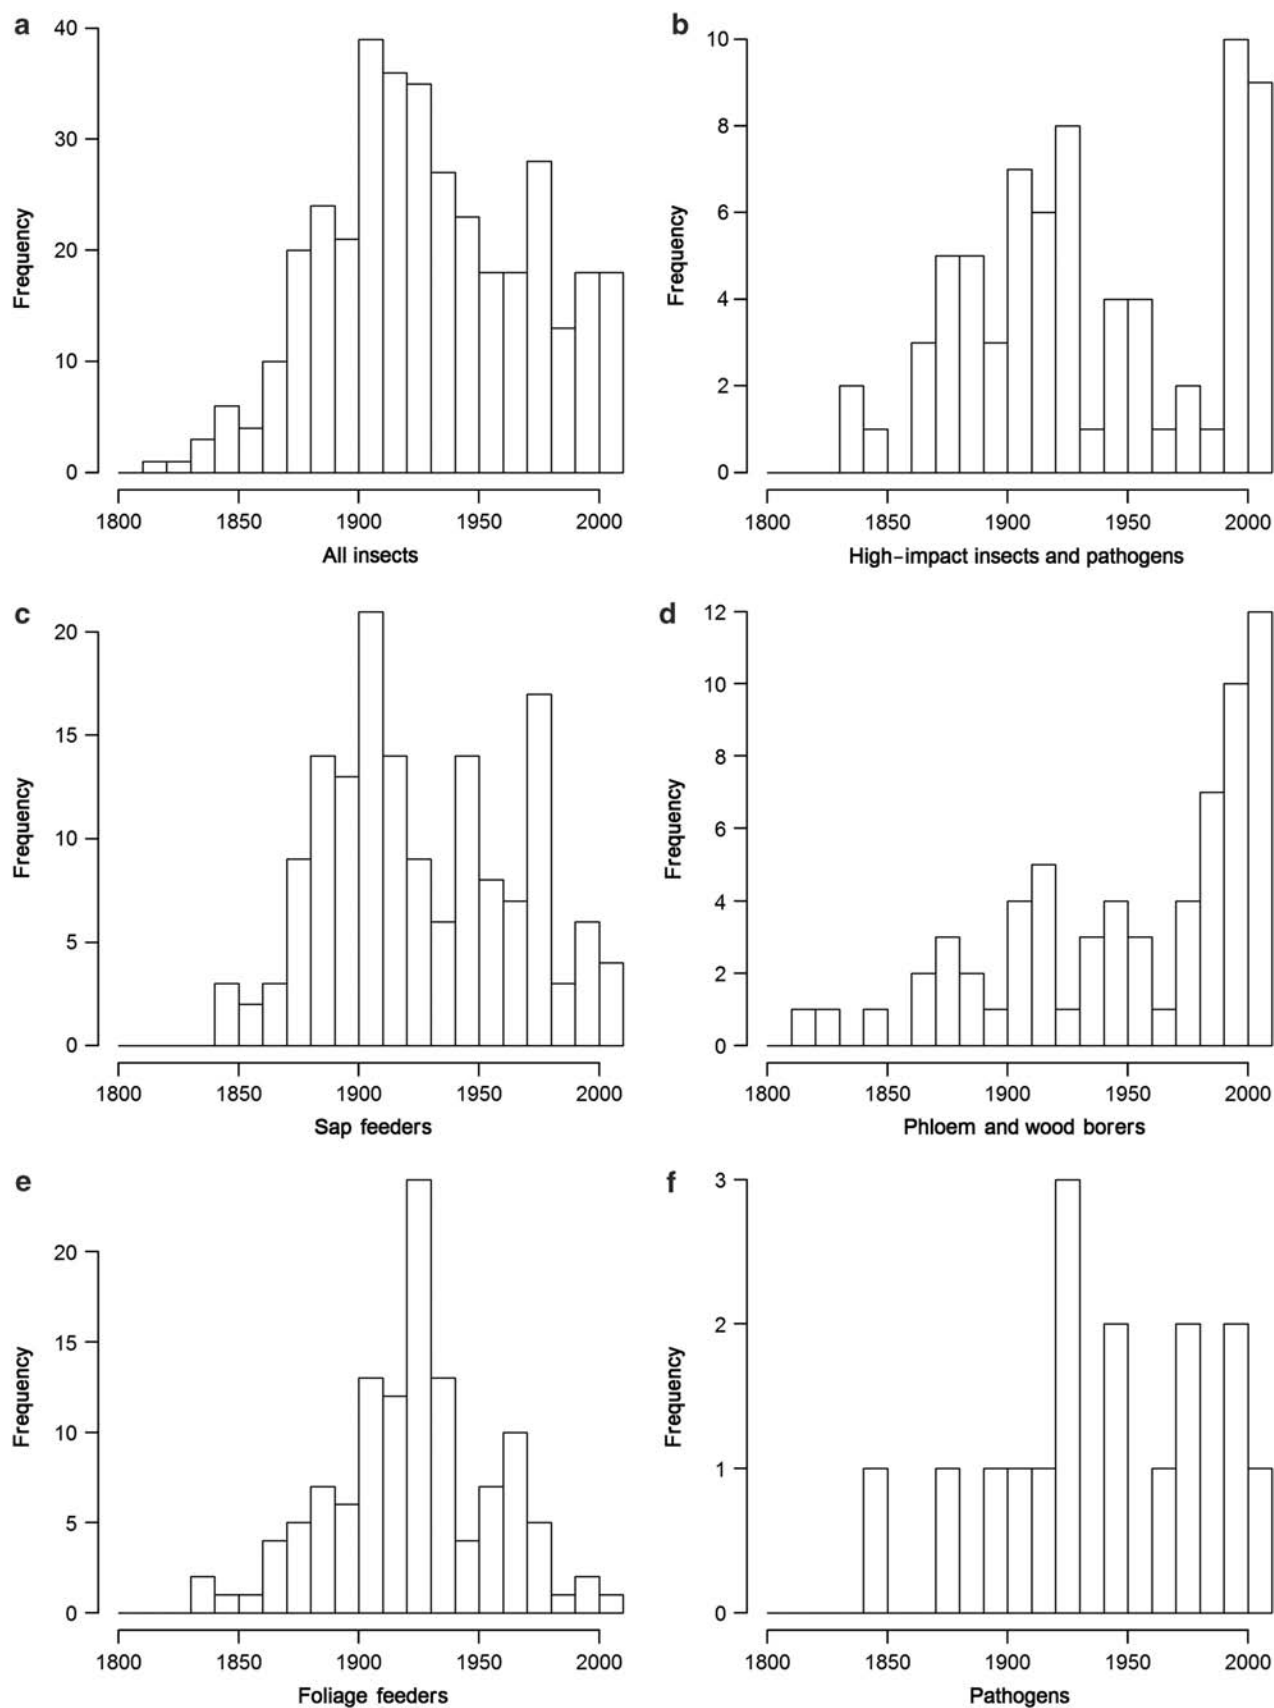 a
40
30
20
10
0
Frequency
1800 1850 1900 1950 2000
All insects
b
10
8
6
4
2
0
Frequency
1800 1850 1900 1950 2000
High-impact insects and pathogens
c
20
15
10
5
0
Frequency
1800 1850 1900 1950 2000
Sap feeders
d
12
10
8
6
4
2
0
Frequency
1800 1850 1900 1950 2000
Phloem and wood borers
e
20
15
10
5
0
Frequency
1800 1850 1900 1950 2000
Foliage feeders
f
3
2
1
0
Frequency
1800 1850 1900 1950 2000
Pathogens